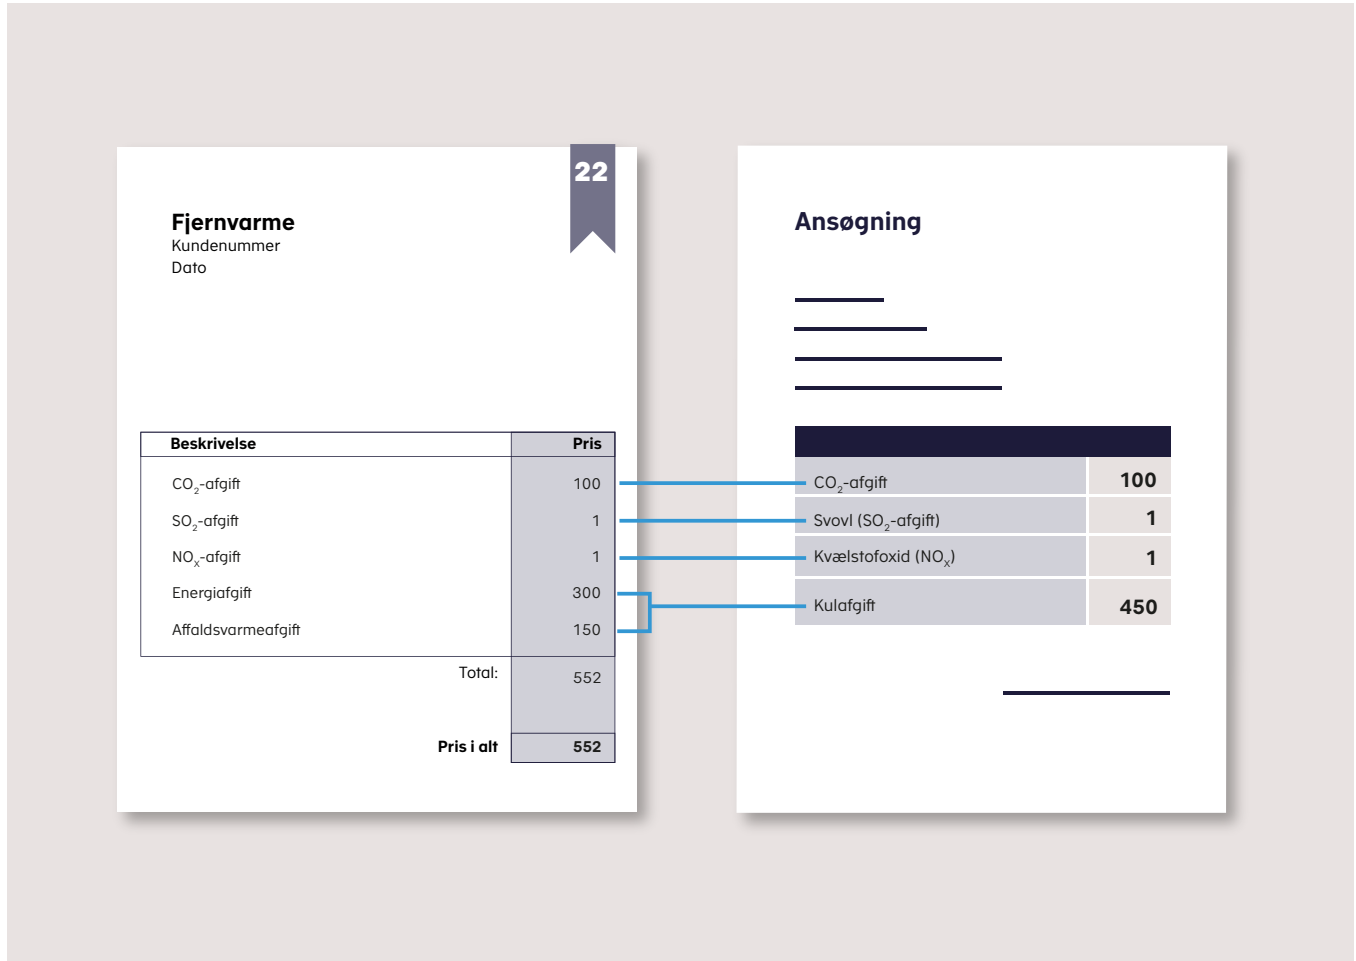 22
Fjernvarme
Kundenummer
Dato
Beskrivelse Pris
CO₂-afgift 100
SO₂-afgift 1
NOₓ-afgift 1
Energiafgift 300
Affaldsvarmeafgift 150
Total: 552
Pris i alt 552
Ansøgning
CO₂-afgift 100
Svovl (SO₂-afgift) 1
Kvælstofoxid (NOₓ) 1
Kulafgift 450